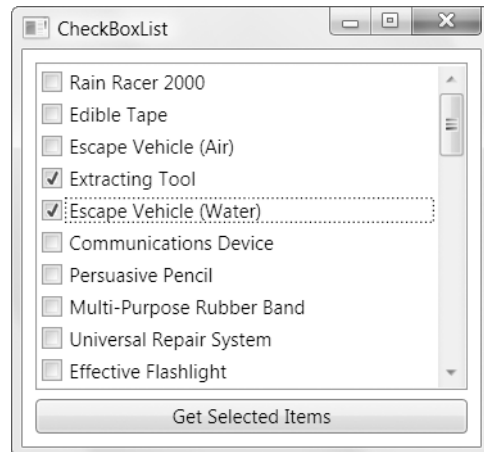 CheckBoxList
Rain Racer 2000
Edible Tape
Escape Vehicle (Air)
Extracting Tool
Escape Vehicle (Water)
Communications Device
Persuasive Pencil
Multi-Purpose Rubber Band
Universal Repair System
Effective Flashlight
Get Selected Items